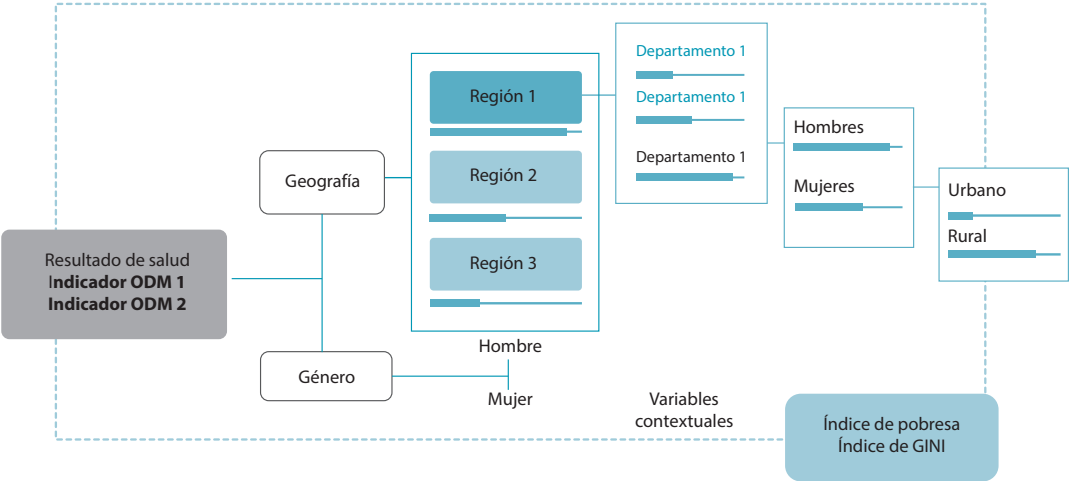 Resultado de salud
Indicador ODM 1
Indicador ODM 2
Geografía
Género
Región 1
Región 2
Región 3
Hombre
Mujer
Departamento 1
Departamento 1
Departamento 1
Hombres
Mujeres
Urbano
Rural
Variables
contextuales
Índice de pobresa
Índice de GINI